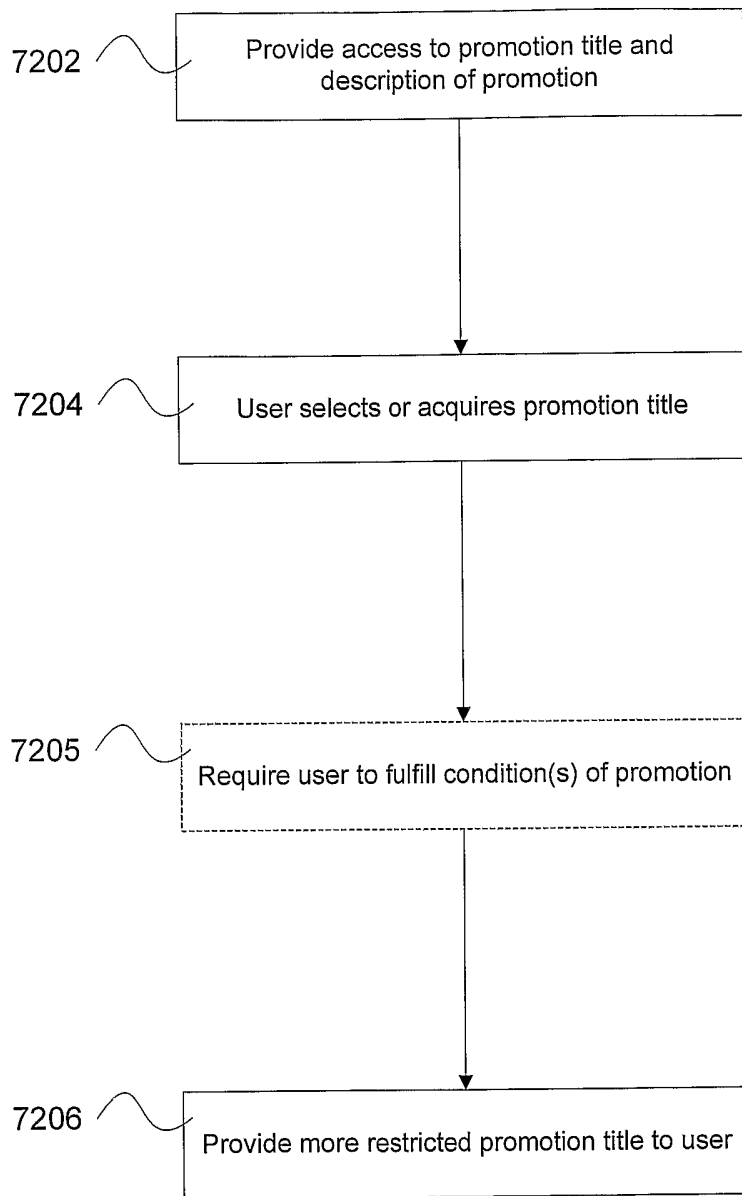 7202
Provide access to promotion title and
description of promotion
7204
User selects or acquires promotion title
7205
Require user to fulfill condition(s) of promotion
7206
Provide more restricted promotion title to user